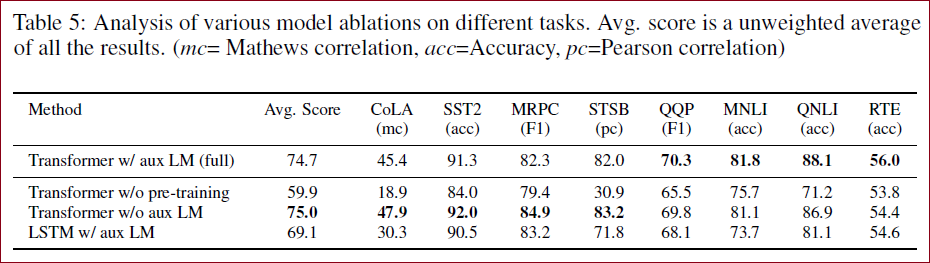 Table 5: Analysis of various model ablations on different tasks. Avg. score is a unweighted average
of all the results. (mc= Mathews correlation, acc=Accuracy, pc=Pearson correlation)
Method Avg. Score CoLA SST2 MRPC STSB QQP MNLI QNLI RTE
(mc) (acc) (F1) (pc) (F1) (acc) (acc) (acc)
Transformer w/ aux LM (full) 74.7 45.4 91.3 82.3 82.0 70.3 81.8 88.1 56.0
Transformer w/o pre-training 59.9 18.9 84.0 79.4 30.9 65.5 75.7 71.2 53.8
Transformer w/o aux LM 75.0 47.9 92.0 84.9 83.2 69.8 81.1 86.9 54.4
LSTM w/ aux LM 69.1 30.3 90.5 83.2 71.8 68.1 73.7 81.1 54.6